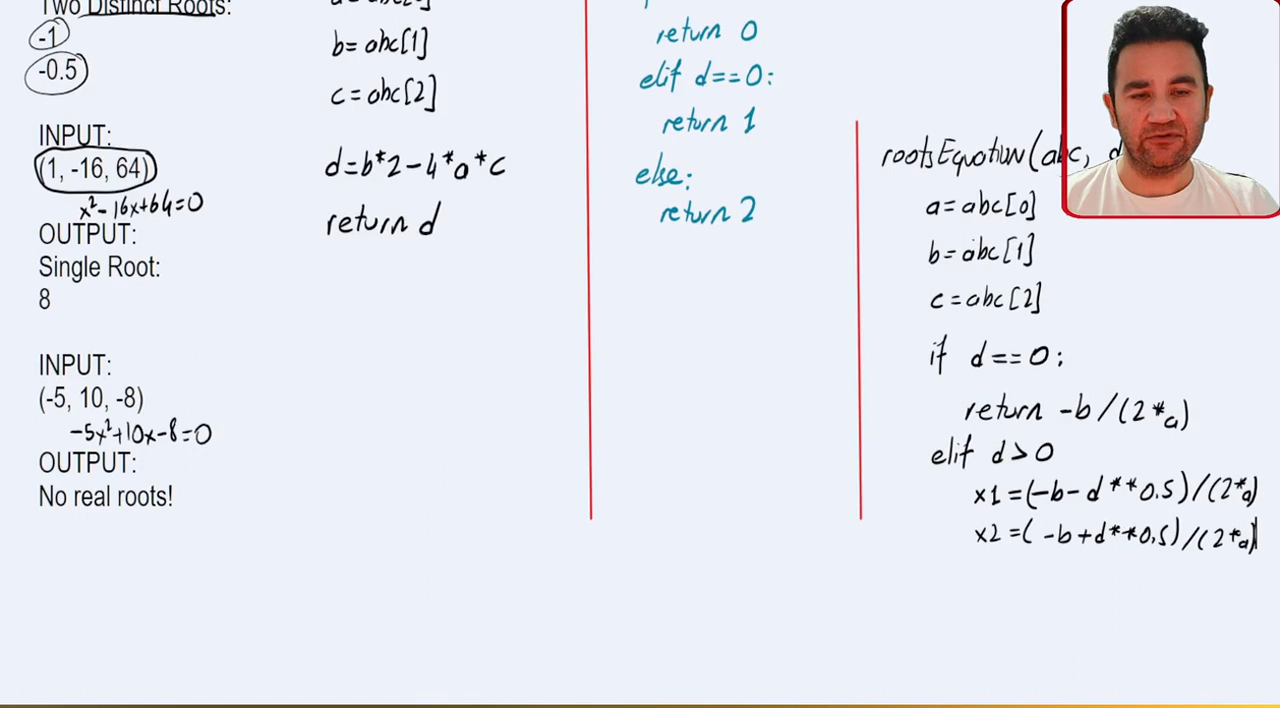 Two Distinct Roots:
-1
-0.5
INPUT:
(1, -16, 64)
x²-16x+64=0
OUTPUT:
Single Root:
8
INPUT:
(-5, 10, -8)
-5x²+10x-8=0
OUTPUT:
No real roots!
b=abc[1]
c=abc[2]
d=b*2-4*a*c
return d
return 0
elif d==0:
return 1
else:
return 2
rootsEquation(abc, d
a=abc[0]
b=abc[1]
c=abc[2]
if d==0:
return -b/(2*a)
elif d>0
x1=(-b-d**0.5)/(2*a)
x2=(-b+d**0.5)/(2*a)